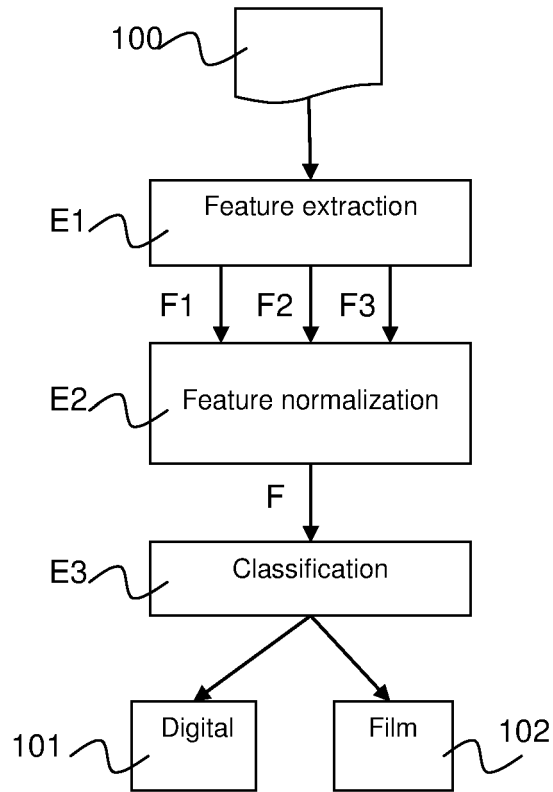 100
Feature extraction
E1
F1 F2 F3
E2
Feature normalization
F
E3
Classification
Digital
Film
101
102